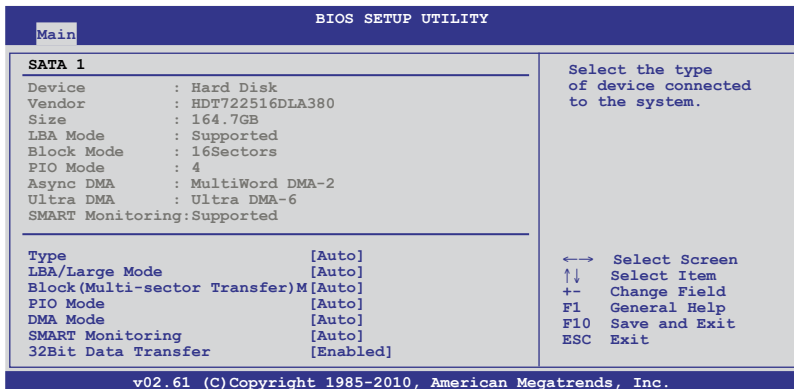 BIOS SETUP UTILITY
Main
SATA 1
Device : Hard Disk
Vendor : HDT722516DLA380
Size : 164.7GB
LBA Mode : Supported
Block Mode : 16Sectors
PIO Mode : 4
Async DMA : MultiWord DMA-2
Ultra DMA : Ultra DMA-6
SMART Monitoring:Supported
Type [Auto]
LBA/Large Mode [Auto]
Block(Multi-sector Transfer)M[Auto]
PIO Mode [Auto]
DMA Mode [Auto]
SMART Monitoring [Auto]
32Bit Data Transfer [Enabled]
Select the type
of device connected
to the system.
←→ Select Screen
↑↓ Select Item
+- Change Field
F1 General Help
F10 Save and Exit
ESC Exit
v02.61 (C)Copyright 1985-2010, American Megatrends, Inc.